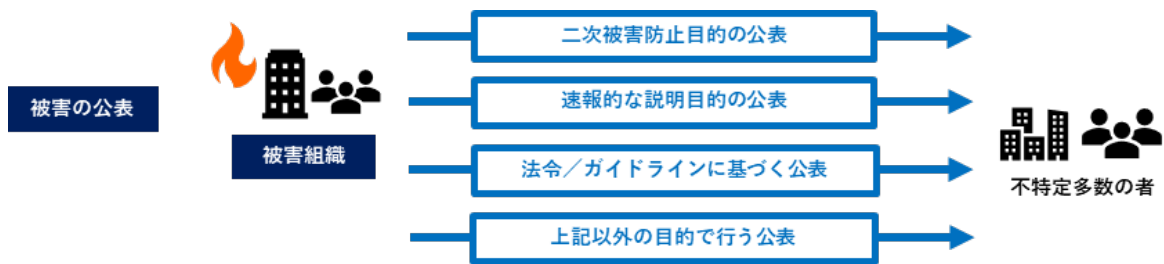 被害の公表
被害組織
二次被害防止目的の公表
速報的な説明目的の公表
法令／ガイドラインに基づく公表
上記以外の目的で行う公表
不特定多数の者